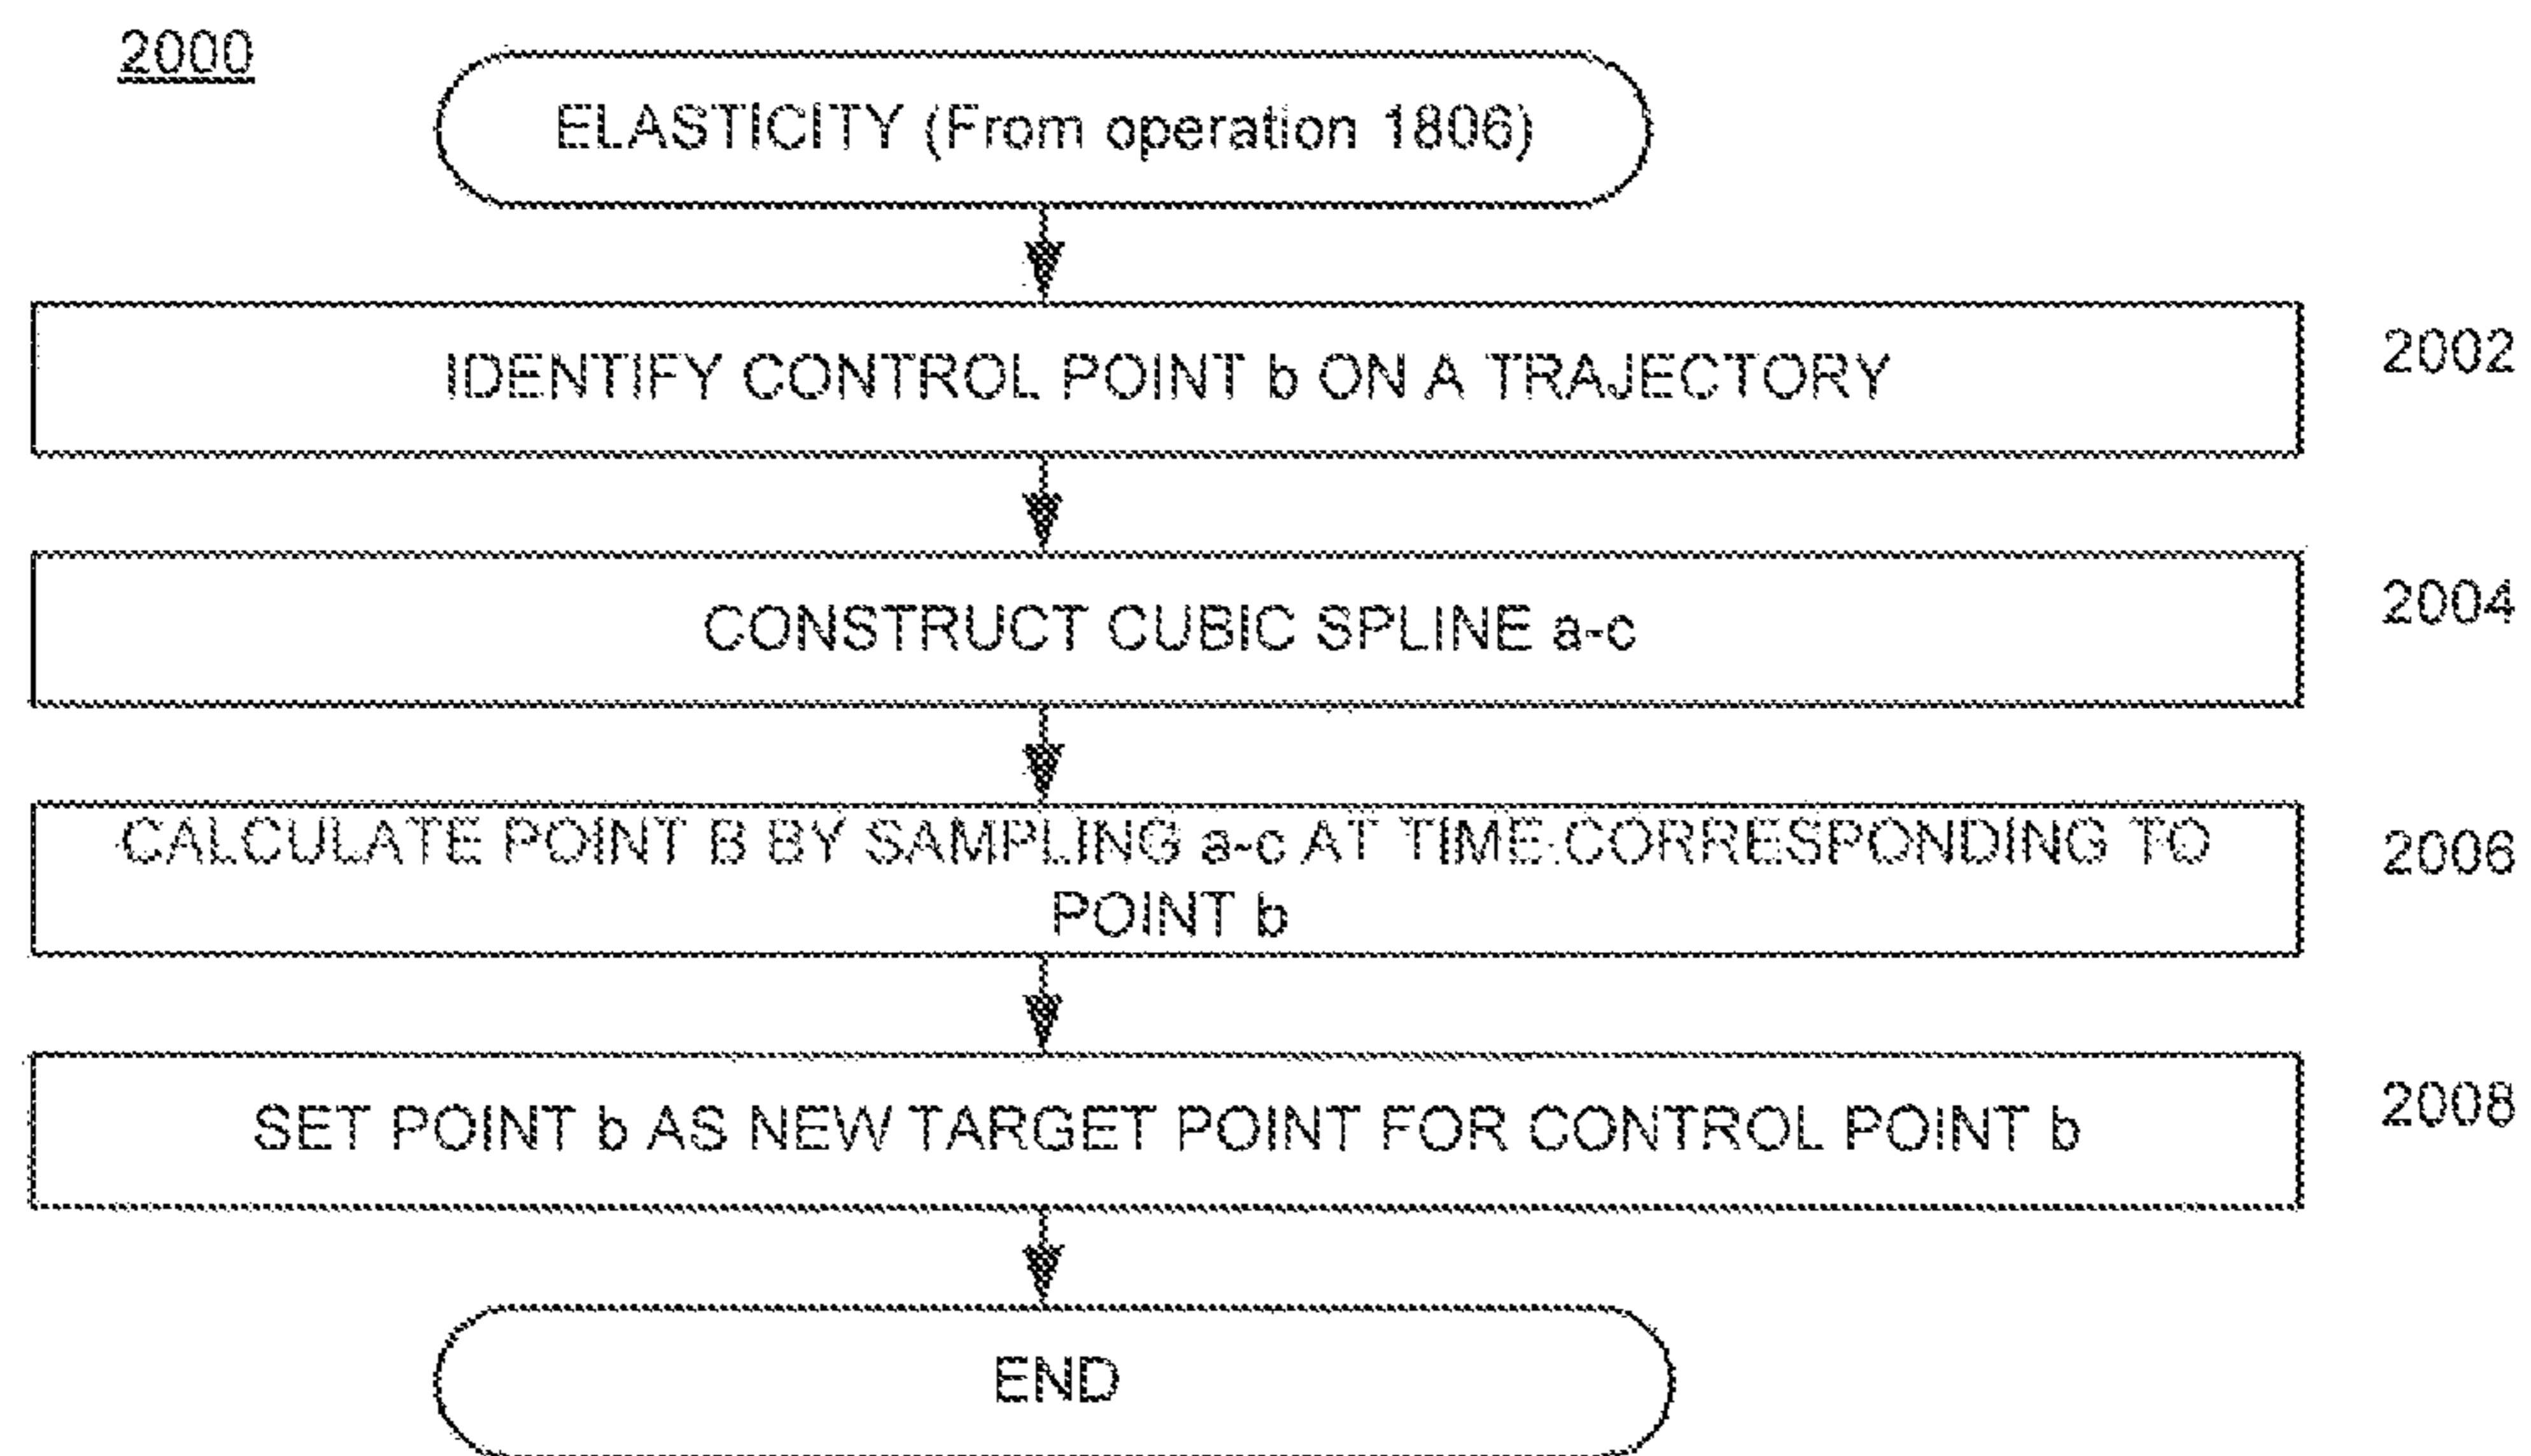 2000
ELASTICITY (From operation 1806)
IDENTIFY CONTROL POINT b ON A TRAJECTORY
2002
CONSTRUCT CUBIC SPLINE a-c
2004
CALCULATE POINT B BY SAMPLING a-c AT TIME CORRESPONDING TO
POINT b
2006
SET POINT b AS NEW TARGET POINT FOR CONTROL POINT b
2008
END